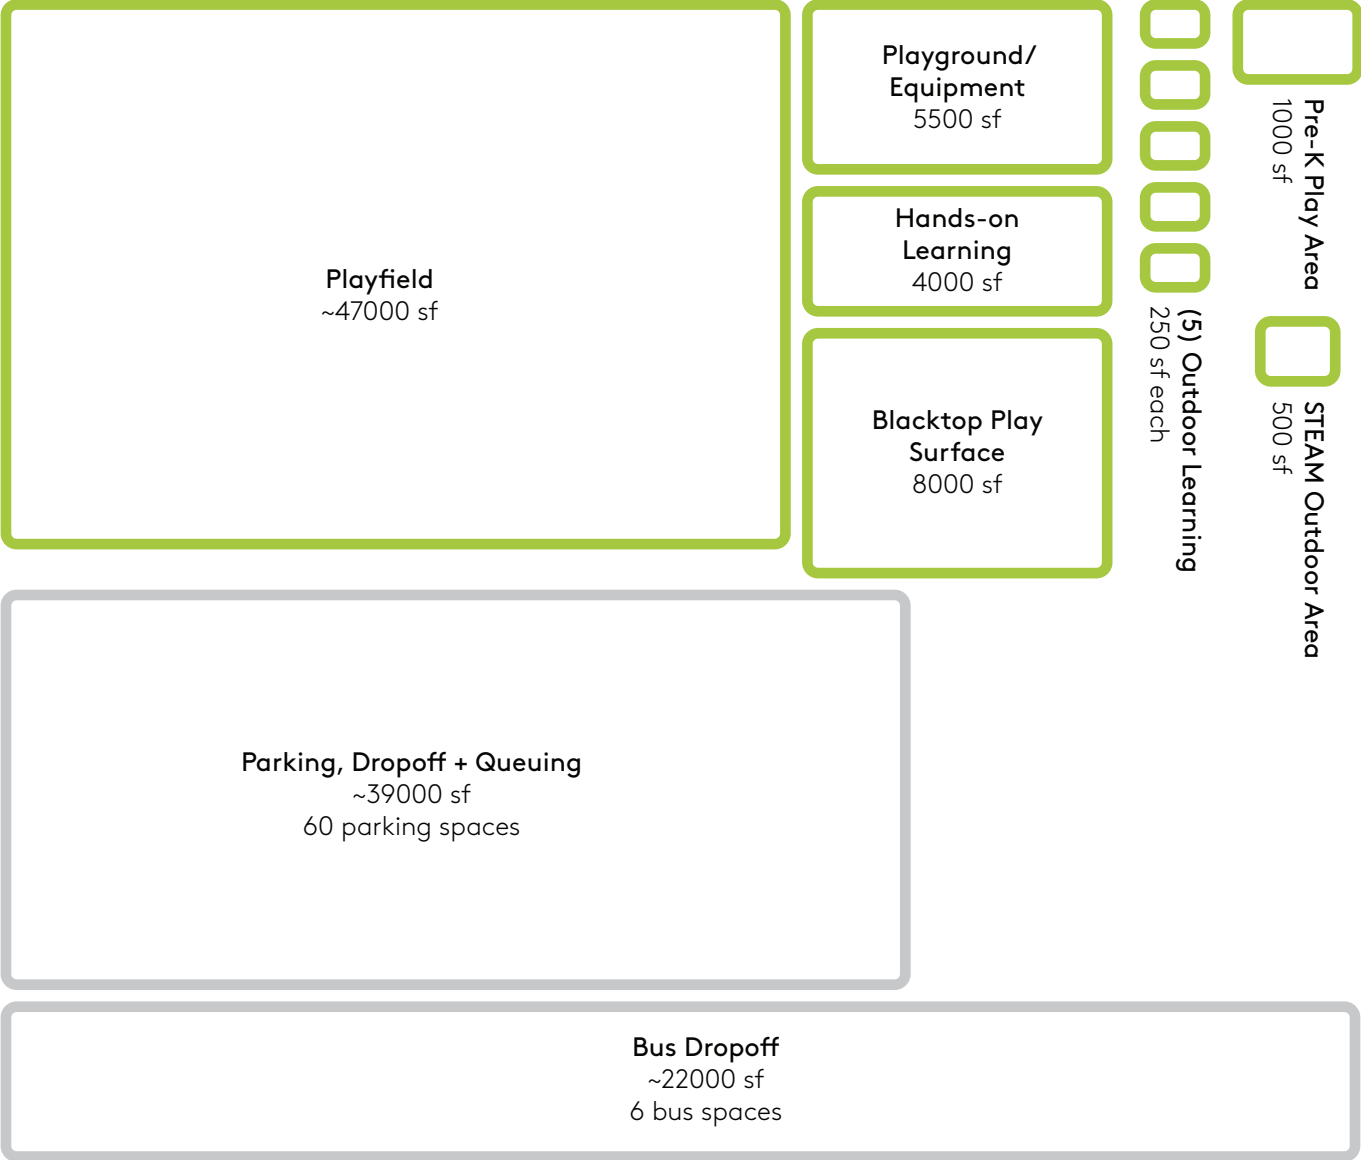 Playfield
~47000 sf
Playground/
Equipment
5500 sf
Hands-on
Learning
4000 sf
Blacktop Play
Surface
8000 sf
(5) Outdoor Learning
250 sf each
Pre-K Play Area
1000 sf
STEAM Outdoor Area
500 sf
Parking, Dropoff + Queuing
~39000 sf
60 parking spaces
Bus Dropoff
~22000 sf
6 bus spaces